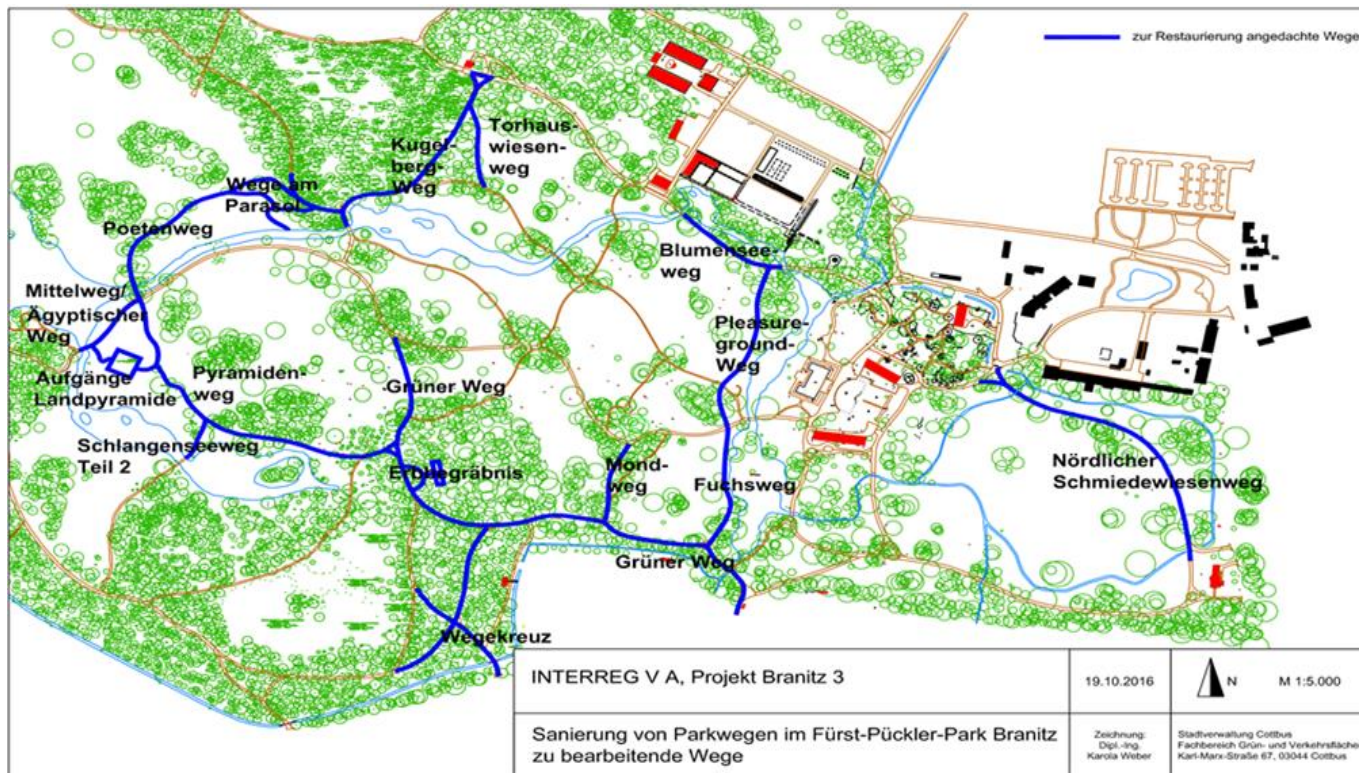 zur Restaurierung angedachte Wege
Torhaus-
wiesen-
weg
Kugel-
berg-
Weg
Wege am
Parasol
Poetenweg
Blumensee-
weg
Mittelweg/
Ägyptischer
Weg
Pleasure-
ground-
Weg
Aufgänge
Landpyramide
Pyramiden-
weg
Grüner Weg
Schlangenseeweg
Teil 2
Erbbegräbnis
Mond-
weg
Fuchsweg
Nördlicher
Schmiedewiesenweg
Grüner Weg
Wegekreuz
INTERREG V A, Projekt Branitz 3
19.10.2016
N
M 1:5.000
Sanierung von Parkwegen im Fürst-Pückler-Park Branitz
zu bearbeitende Wege
Zeichnung:
Dipl.-Ing.
Karola Weber
Stadtverwaltung Cottbus
Fachbereich Grün- und Verkehrsfläche
Karl-Marx-Straße 67, 03044 Cottbus